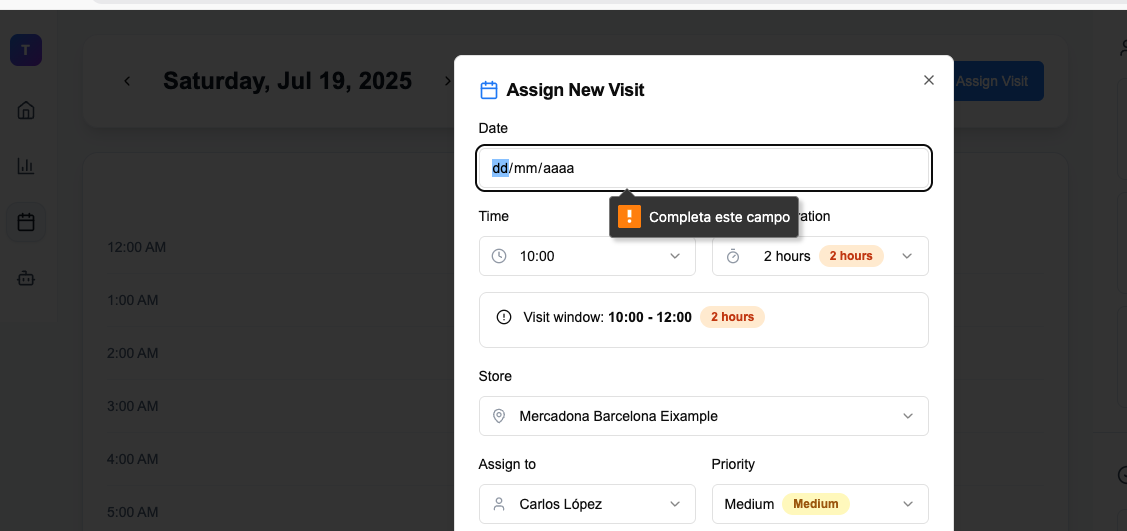 T
Saturday, Jul 19, 2025
Assign Visit
Assign New Visit
Date
dd/mm/aaaa
Completa este campo
Time
ration
10:00
2 hours 2 hours
Visit window: 10:00 - 12:00 2 hours
Store
Mercadona Barcelona Eixample
Assign to
Priority
Carlos López
Medium Medium
12:00 AM
1:00 AM
2:00 AM
3:00 AM
4:00 AM
5:00 AM